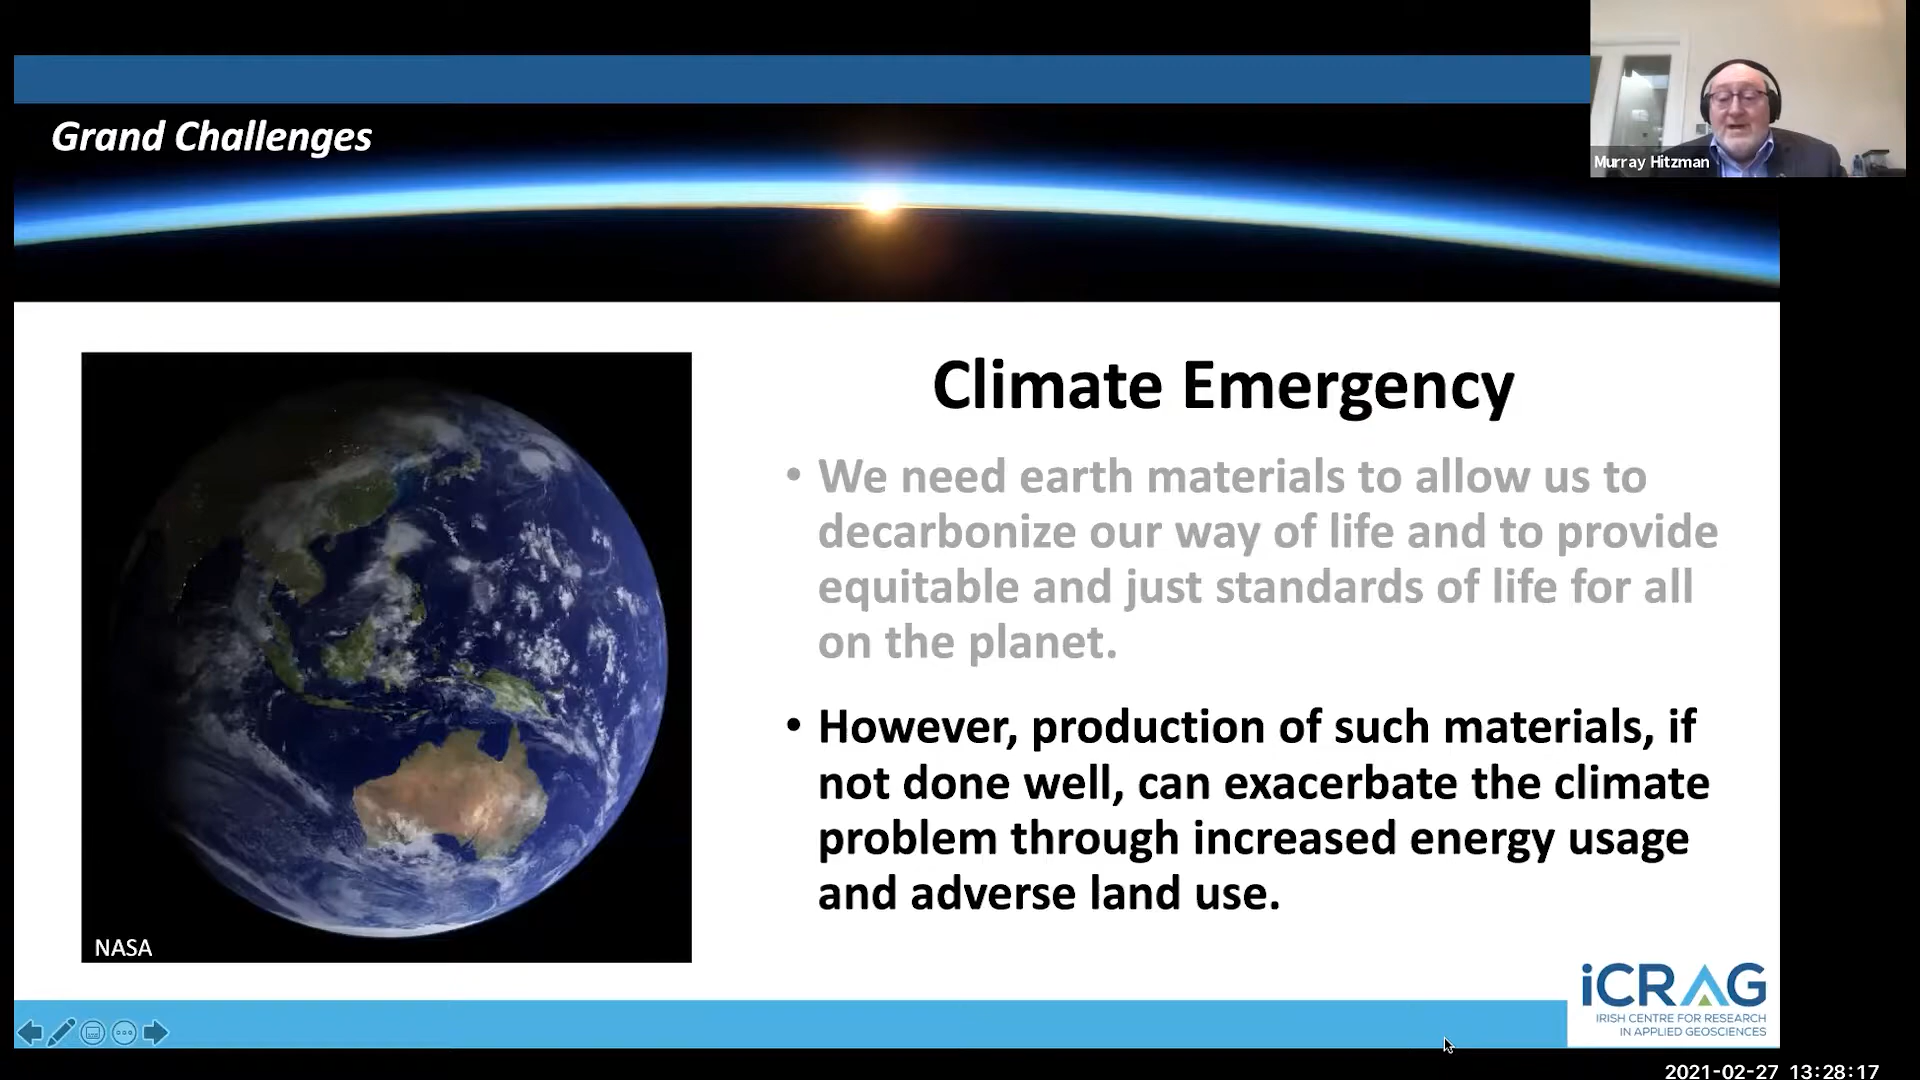 Grand Challenges
Murray Hitzman
Climate Emergency
• We need earth materials to allow us to
decarbonize our way of life and to provide
equitable and just standards of life for all
on the planet.
• However, production of such materials, if
not done well, can exacerbate the climate
problem through increased energy usage
and adverse land use.
NASA
iCRAG
IRISH CENTRE FOR RESEARCH
IN APPLIED GEOSCIENCES
2021-02-27 13:28:17